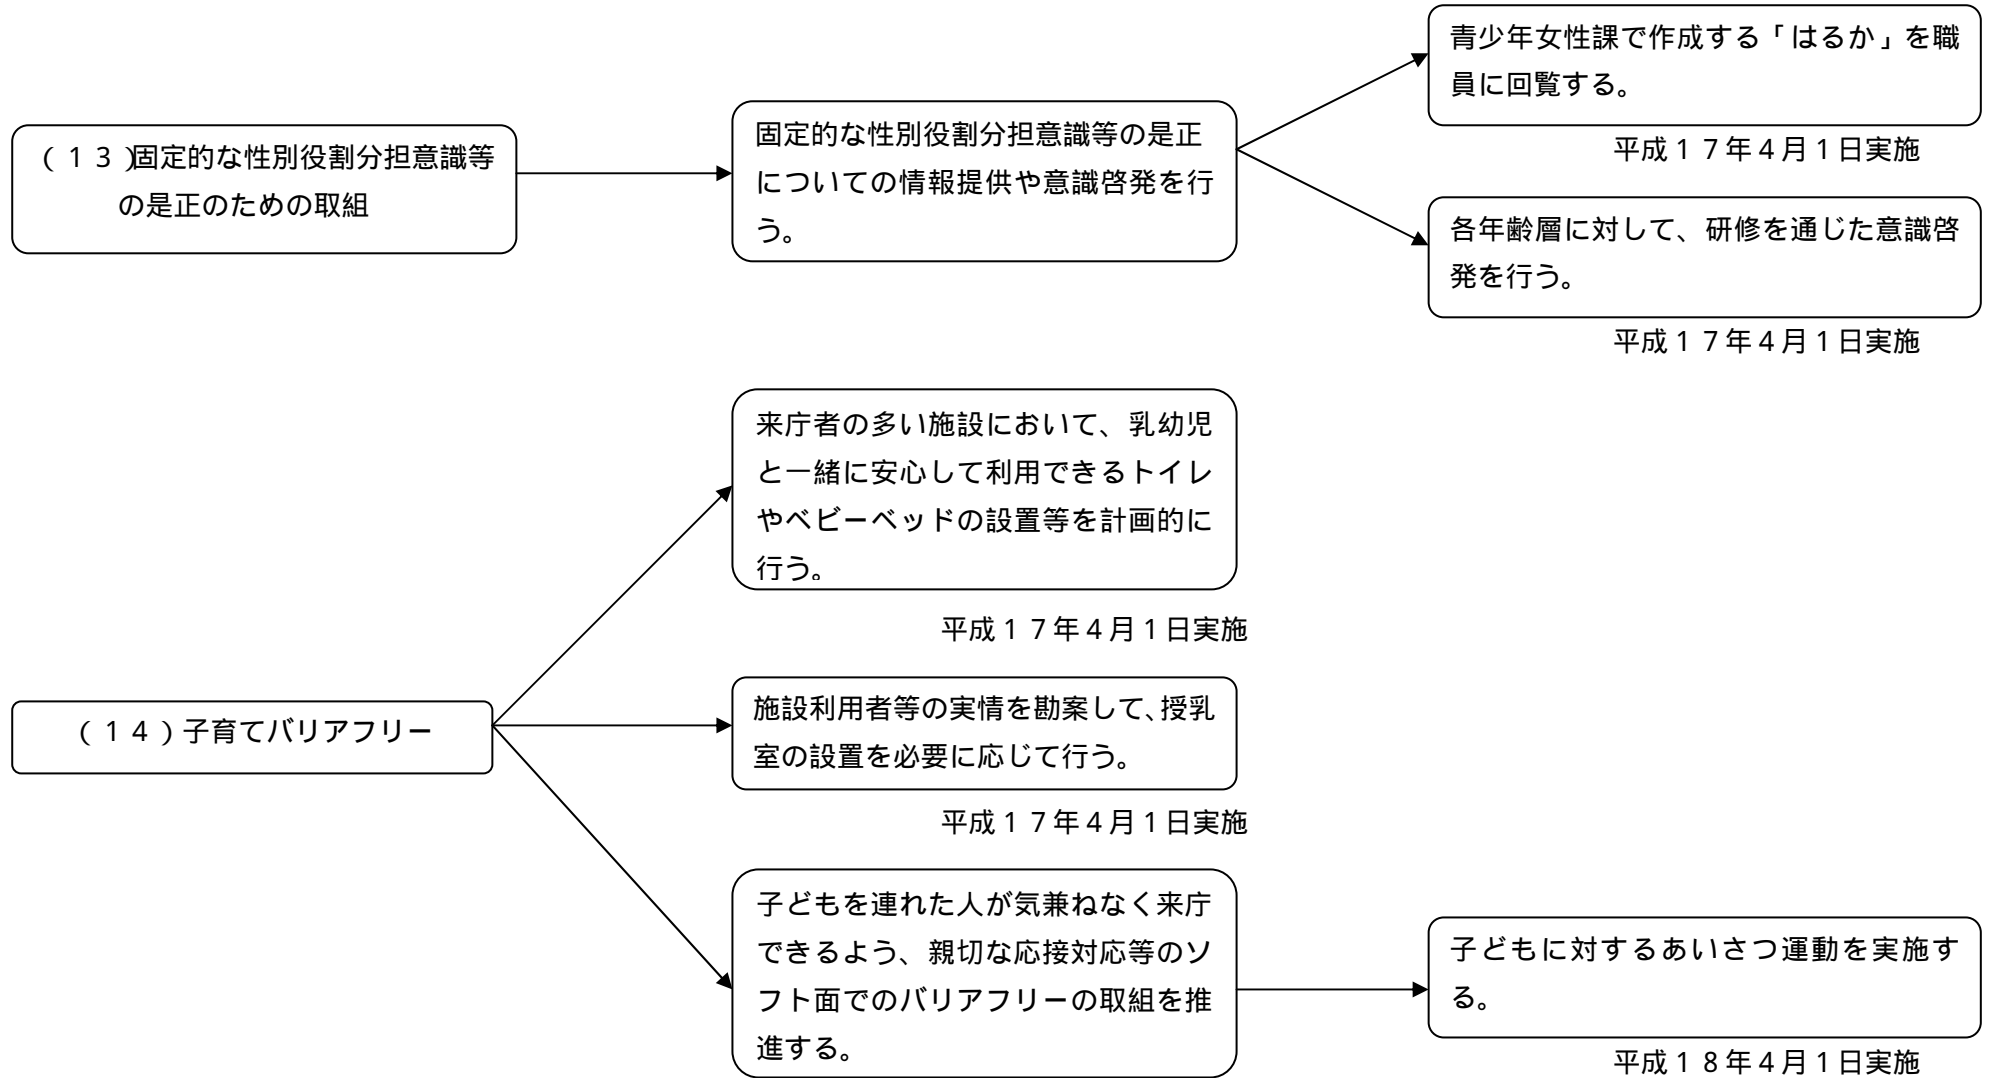 （１３）固定的な性別役割分担意識等
の是正のための取組
固定的な性別役割分担意識等の是正
についての情報提供や意識啓発を行
う。
青少年女性課で作成する「はるか」を職
員に回覧する。
平成１７年４月１日実施
各年齢層に対して、研修を通じた意識啓
発を行う。
平成１７年４月１日実施
（１４）子育てバリアフリー
来庁者の多い施設において、乳幼児
と一緒に安心して利用できるトイレ
やベビーベッドの設置等を計画的に
行う。
平成１７年４月１日実施
施設利用者等の実情を勘案して、授乳
室の設置を必要に応じて行う。
平成１７年４月１日実施
子どもを連れた人が気兼ねなく来庁
できるよう、親切な応接対応等のソ
フト面でのバリアフリーの取組を推
進する。
子どもに対するあいさつ運動を実施す
る。
平成１８年４月１日実施